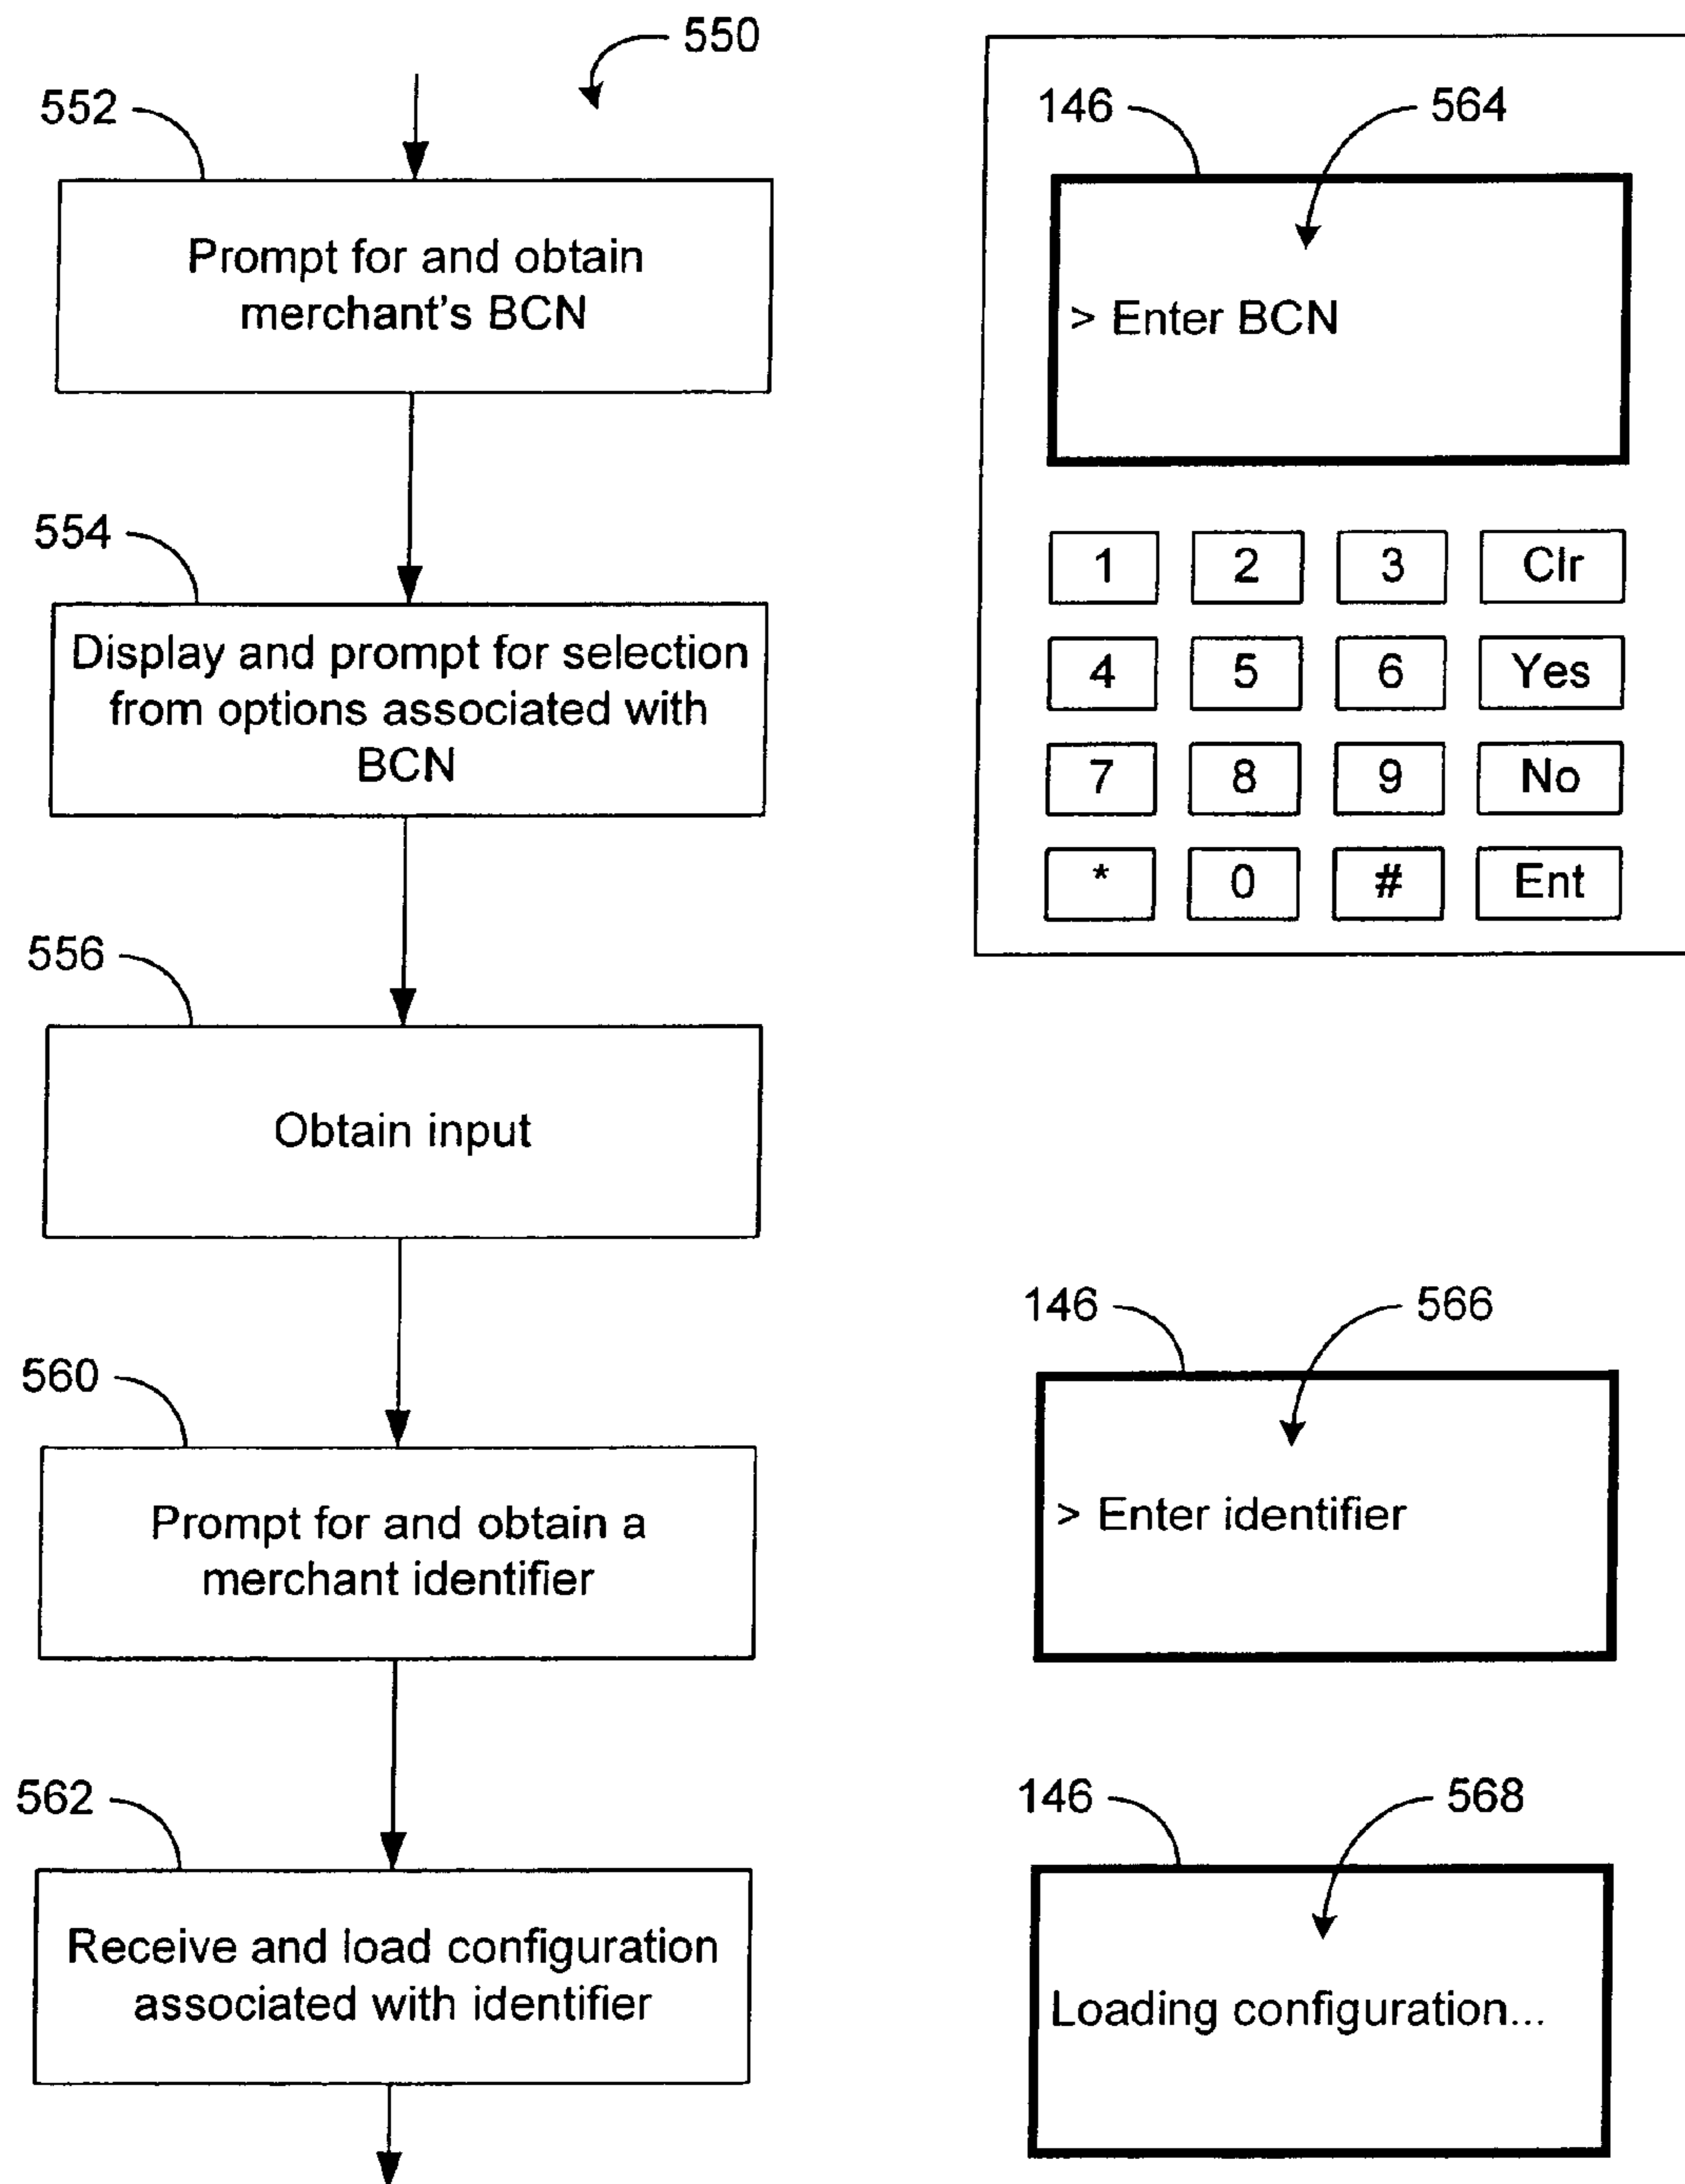 550
552
Prompt for and obtain
merchant's BCN
554
Display and prompt for selection
from options associated with
BCN
556
Obtain input
560
Prompt for and obtain a
merchant identifier
562
Receive and load configuration
associated with identifier
146 564
> Enter BCN
1 2 3 Clr
4 5 6 Yes
7 8 9 No
* 0 # Ent
146 566
> Enter identifier
146 568
Loading configuration...